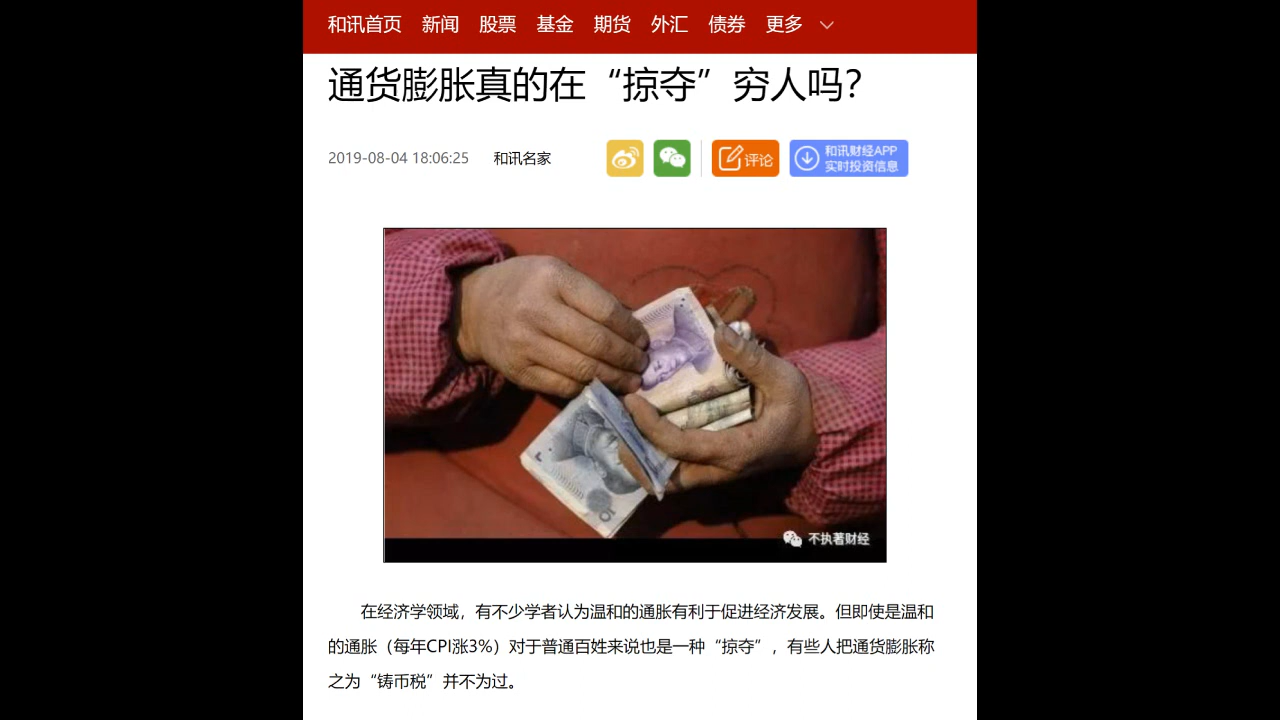 和讯首页 新闻 股票 基金 期货 外汇 债券 更多
通货膨胀真的在“掠夺”穷人吗？
2019-08-04 18:06:25 和讯名家 评论 和讯财经APP
实时投资信息
不执著财经
在经济学领域，有不少学者认为温和的通胀有利于促进经济发展。但即使是温和
的通胀（每年CPI涨3%）对于普通百姓来说也是一种“掠夺”，有些人把通货膨胀称
之为“铸币税”并不为过。